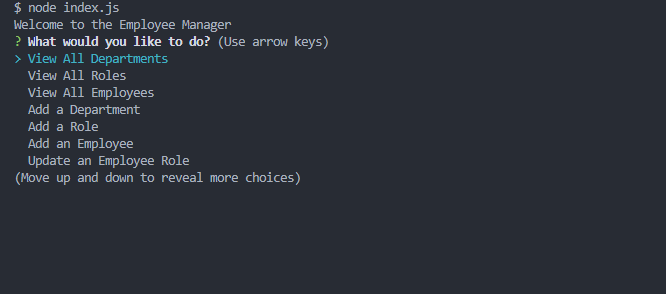 $ node index.js
Welcome to the Employee Manager
? What would you like to do? (Use arrow keys)
> View All Departments
View All Roles
View All Employees
Add a Department
Add a Role
Add an Employee
Update an Employee Role
(Move up and down to reveal more choices)